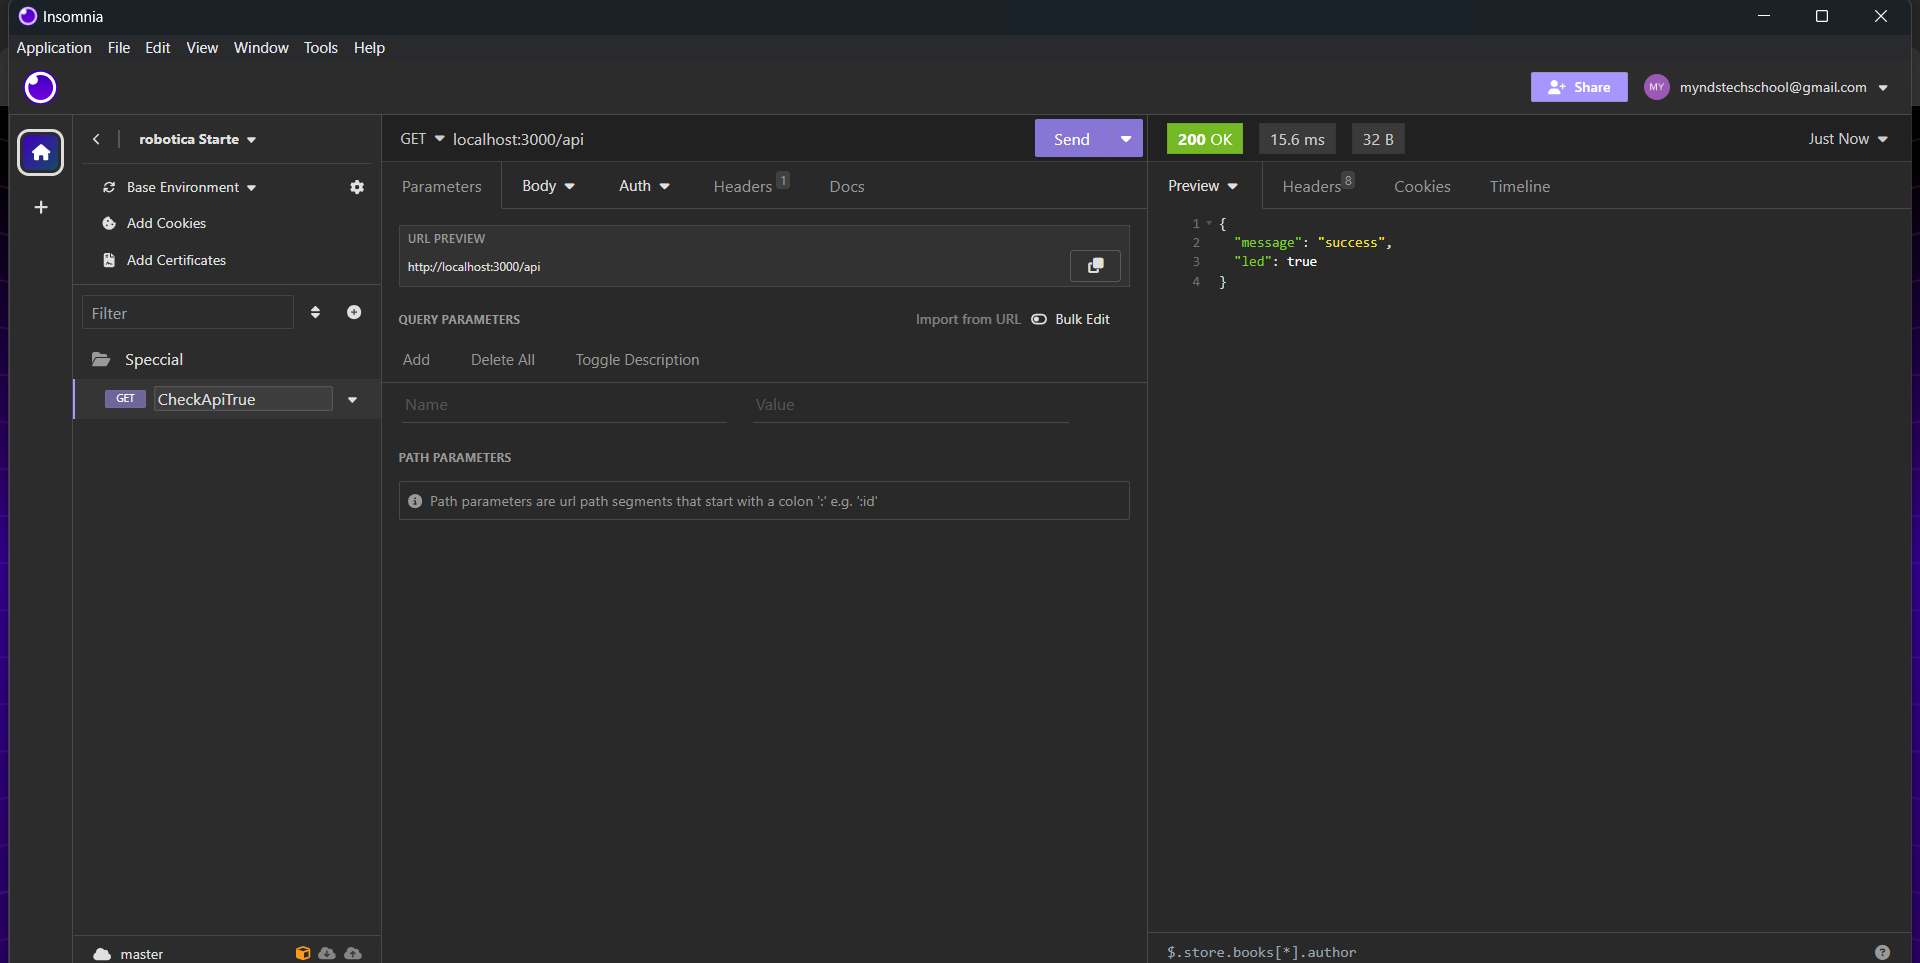 Insomnia
Application File Edit View Window Tools Help
Share MY myndstechschool@gmail.com
robotica Starte
GET localhost:3000/api Send
200 OK 15.6 ms 32 B Just Now
Base Environment
Add Cookies
Add Certificates
Filter
Speccial
GET CheckApiTrue
master
Parameters Body Auth Headers 1 Docs
URL PREVIEW
http://localhost:3000/api
QUERY PARAMETERS Import from URL Bulk Edit
Add Delete All Toggle Description
Name Value
PATH PARAMETERS
Path parameters are url path segments that start with a colon ':' e.g. ':id'
Preview Headers 8 Cookies Timeline
1 {
2 "message": "success",
3 "led": true
4 }
$.store.books[*].author